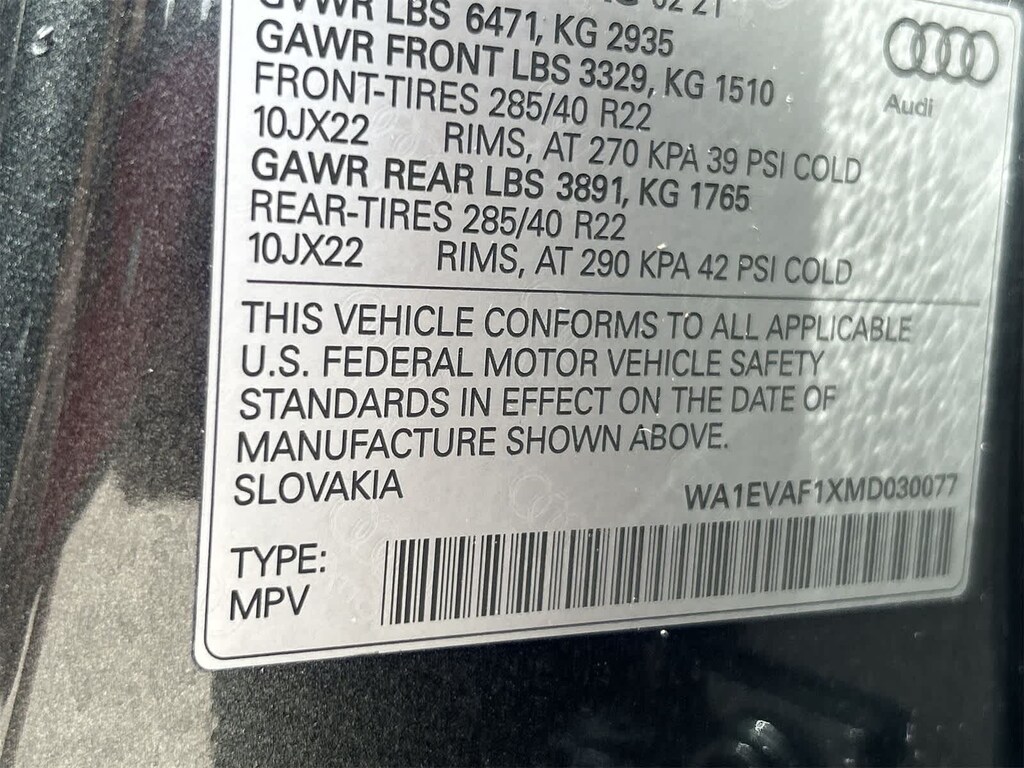 02 21
GVWR LBS 6471, KG 2935
GAWR FRONT LBS 3329, KG 1510
FRONT-TIRES 285/40 R22
10JX22 RIMS, AT 270 KPA 39 PSI COLD
GAWR REAR LBS 3891, KG 1765
REAR-TIRES 285/40 R22
10JX22 RIMS, AT 290 KPA 42 PSI COLD
Audi
THIS VEHICLE CONFORMS TO ALL APPLICABLE
U.S. FEDERAL MOTOR VEHICLE SAFETY
STANDARDS IN EFFECT ON THE DATE OF
MANUFACTURE SHOWN ABOVE.
SLOVAKIA
WA1EVAF1XMD030077
TYPE:
MPV